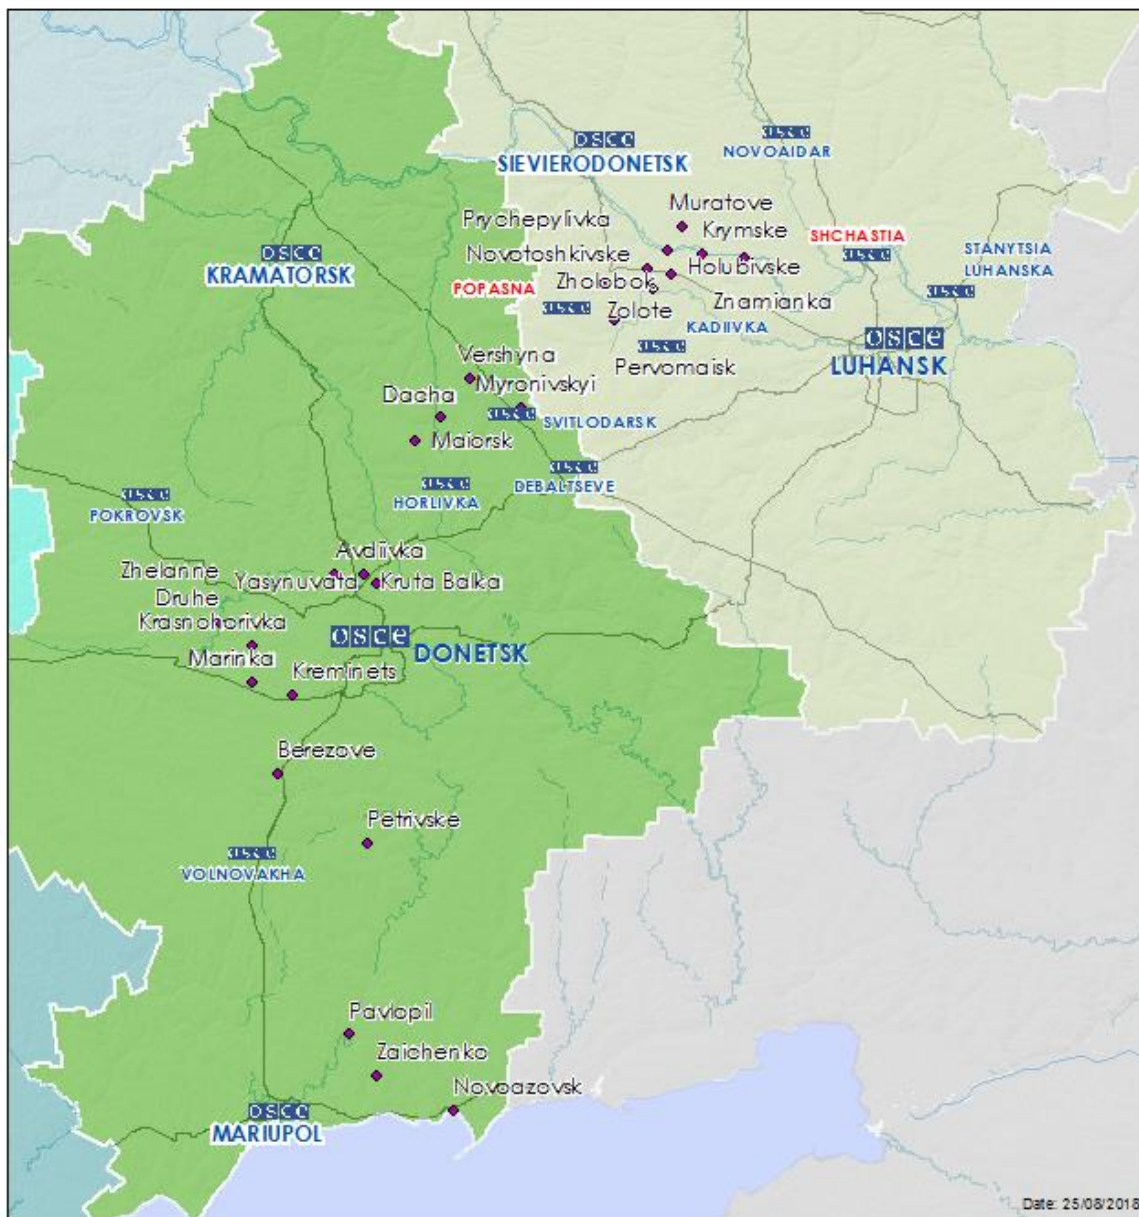 osce
SIEVIERODONETSK
osce
NOVOAIDAR
Muratove
Prychepylivka
Krymske
SHCHASTIA
osce
STANYTSIA
LUHANSKA
osce
osce
KRAMATORSK
Novotoshkivske
Holubivske
Zholobok
POPASNA
osce
Zolote
Znamianka
KADIIVKA
osce
Pervomaisk
osce
LUHANSK
Vershyna
Myronivskyi
Dacha
osce
SVITLODARSK
Maiorsk
osce
DEBALTSEVE
osce
HORLIVKA
osce
POKROVSK
Avdiivka
Zhelanne
Yasynuvata
Kruta Balka
Druhe
Krasnohorivka
osce
DONETSK
Marinka
Kreminets
Berezove
Petrivske
osce
VOLNOVAKHA
Pavlopil
Zaichenko
Novoazovsk
osce
MARIUPOL
Date: 25/08/2018